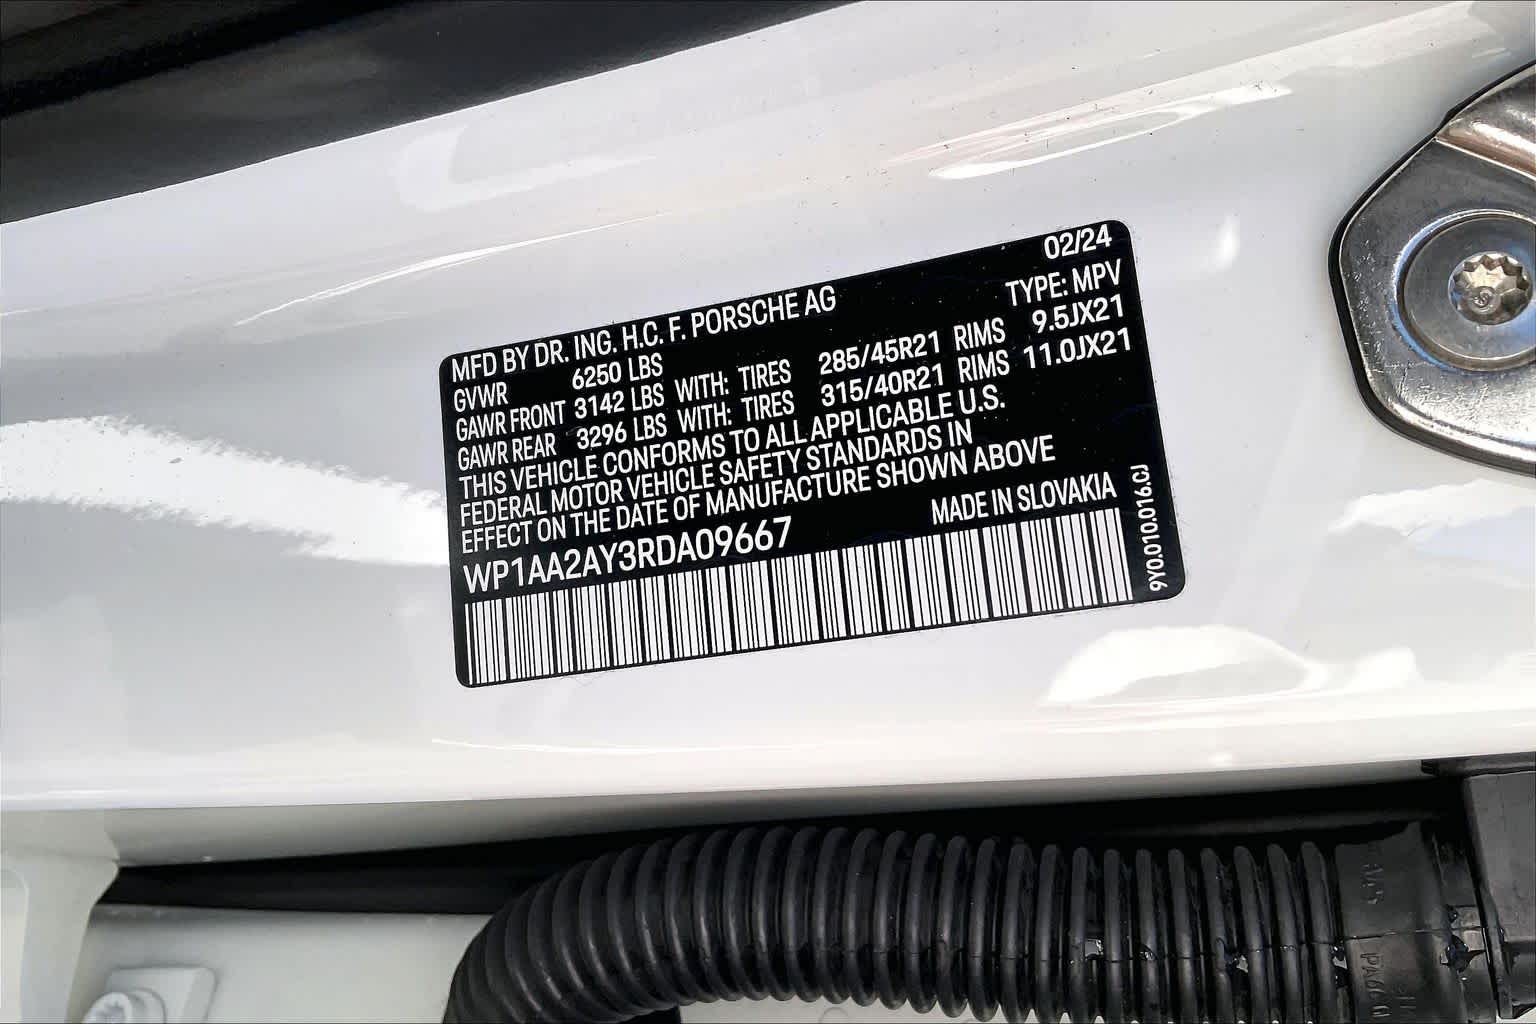 02/24
MFD BY DR. ING. H.C. F. PORSCHE AG TYPE: MPV
GVWR 6250 LBS
GAWR FRONT 3142 LBS WITH: TIRES 285/45R21 RIMS 9.5JX21
GAWR REAR 3296 LBS WITH: TIRES 315/40R21 RIMS 11.0JX21
THIS VEHICLE CONFORMS TO ALL APPLICABLE U.S.
FEDERAL MOTOR VEHICLE SAFETY STANDARDS IN
EFFECT ON THE DATE OF MANUFACTURE SHOWN ABOVE
MADE IN SLOVAKIA
WP1AA2AY3RDA09667
9Y0.010.016.CJ